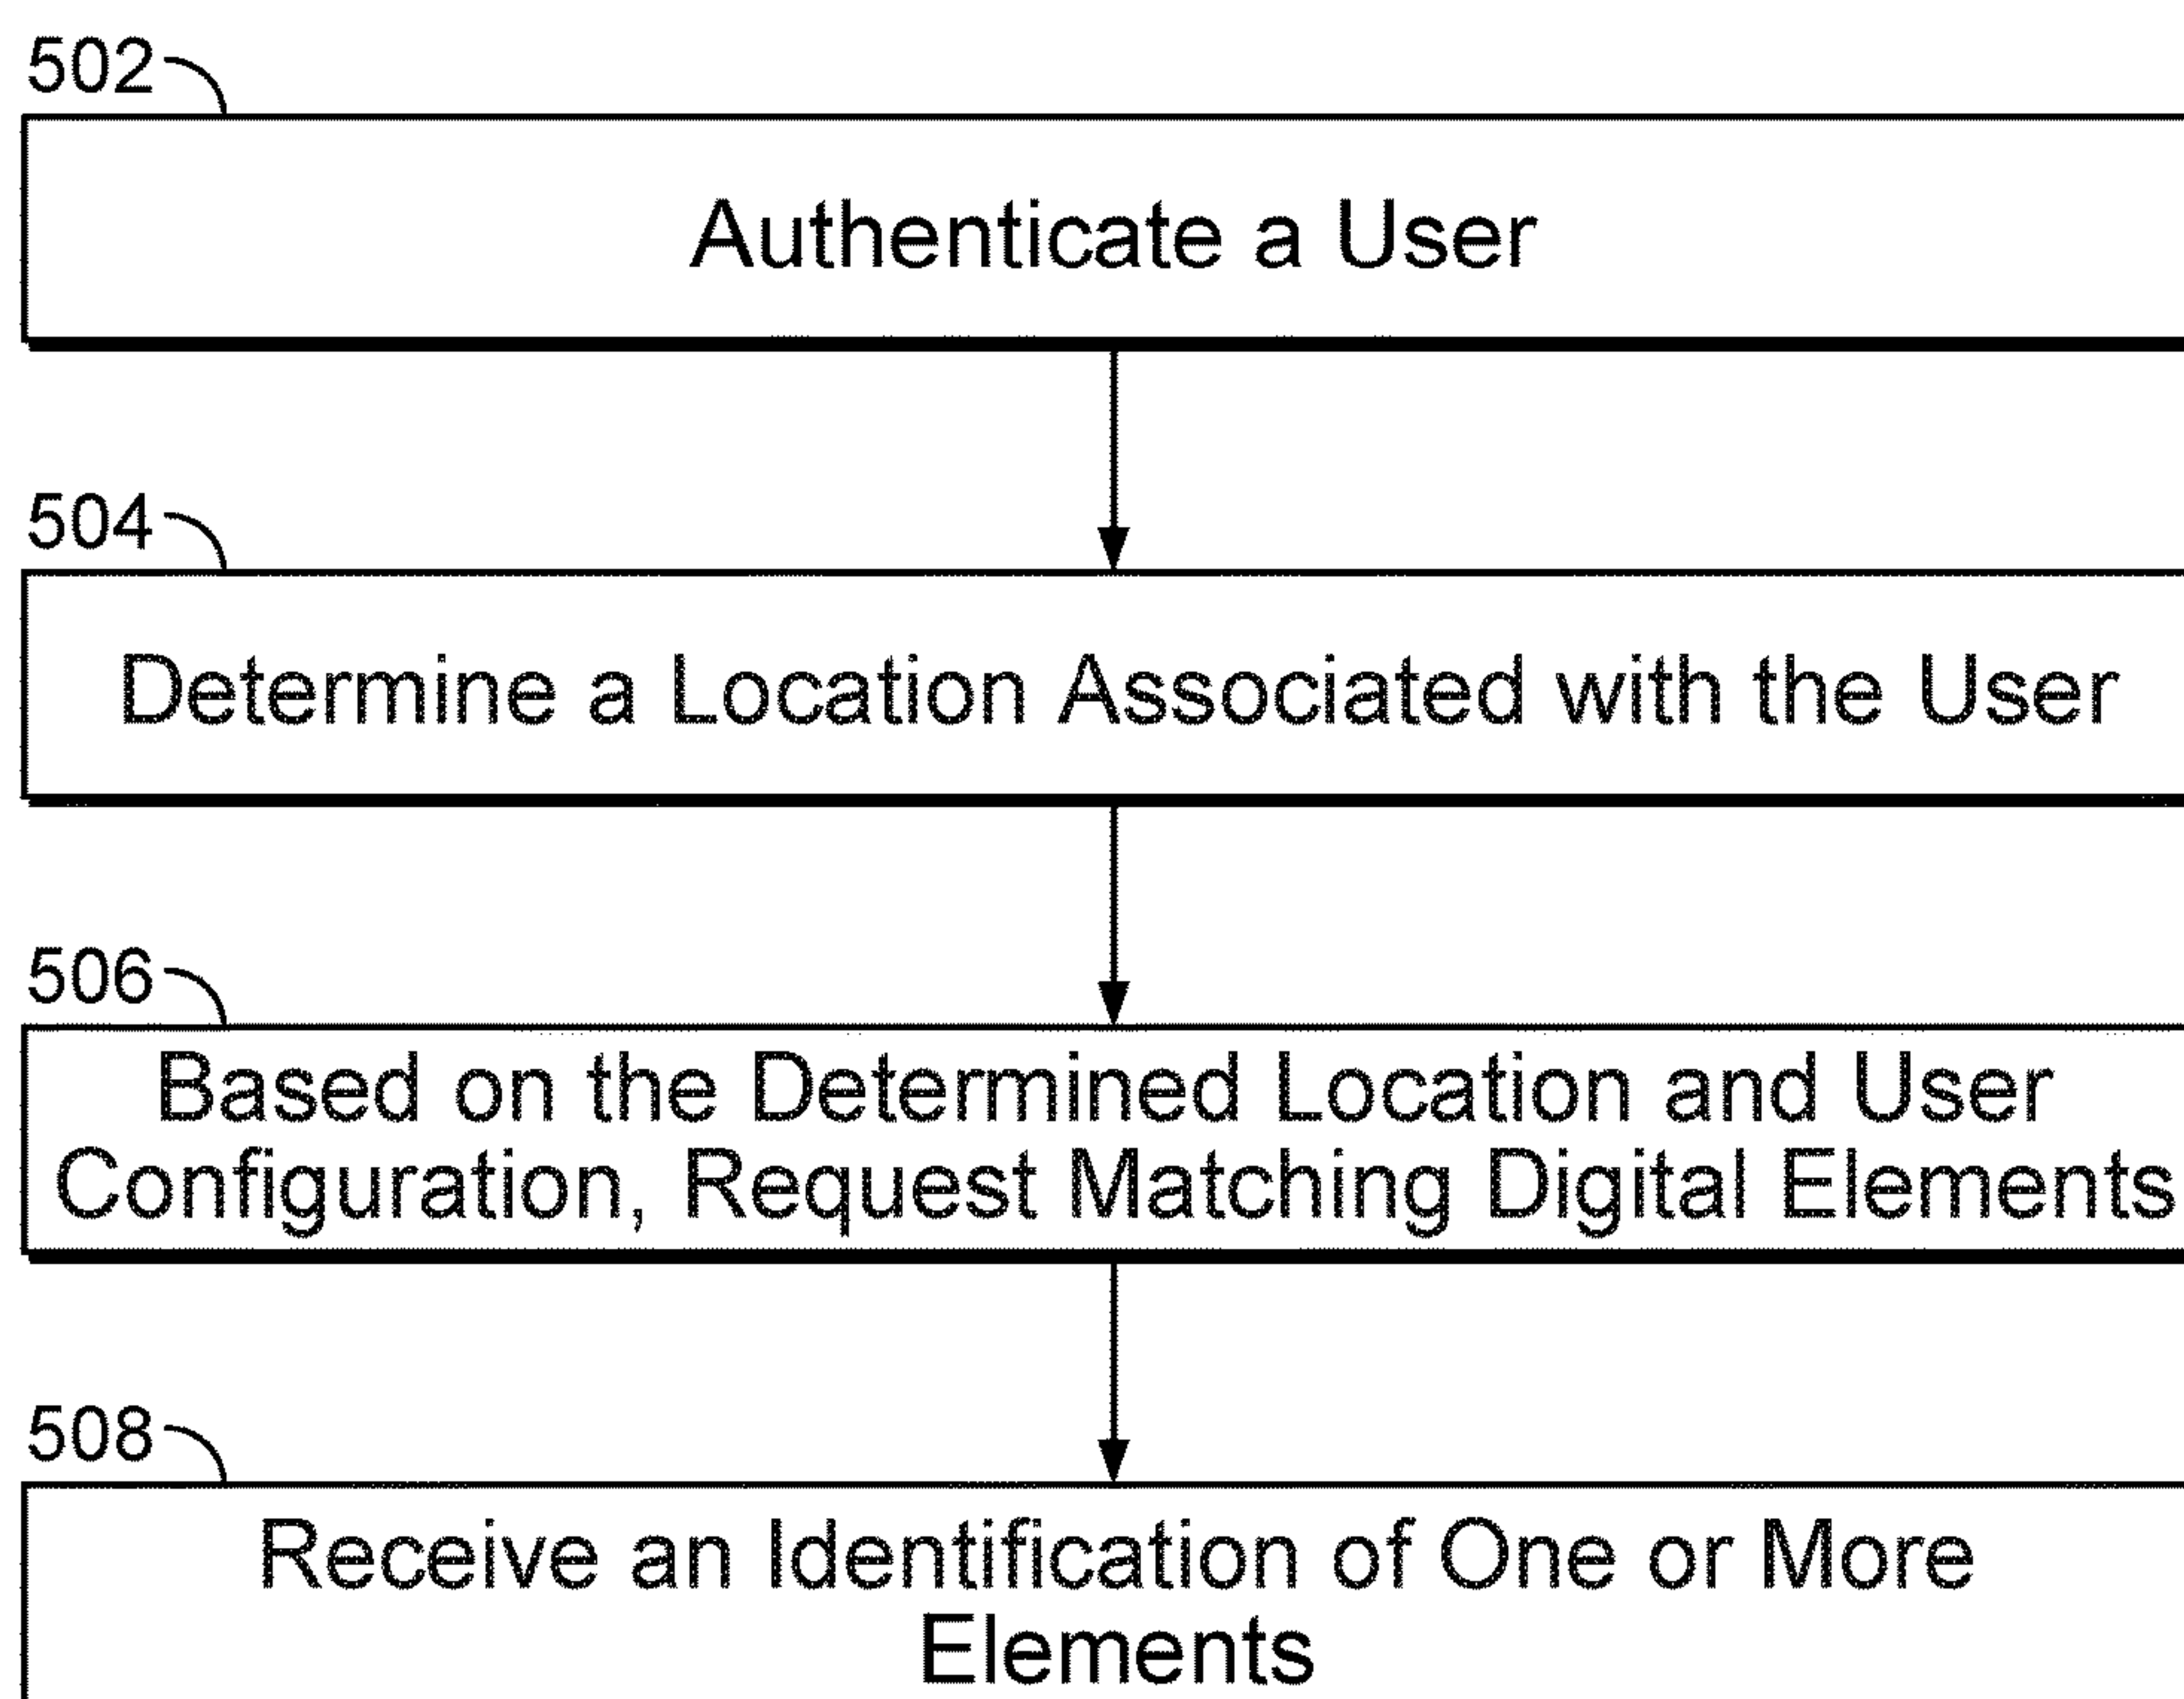 502
Authenticate a User
504
Determine a Location Associated with the User
506
Based on the Determined Location and User
Configuration, Request Matching Digital Elements
508
Receive an Identification of One or More
Elements